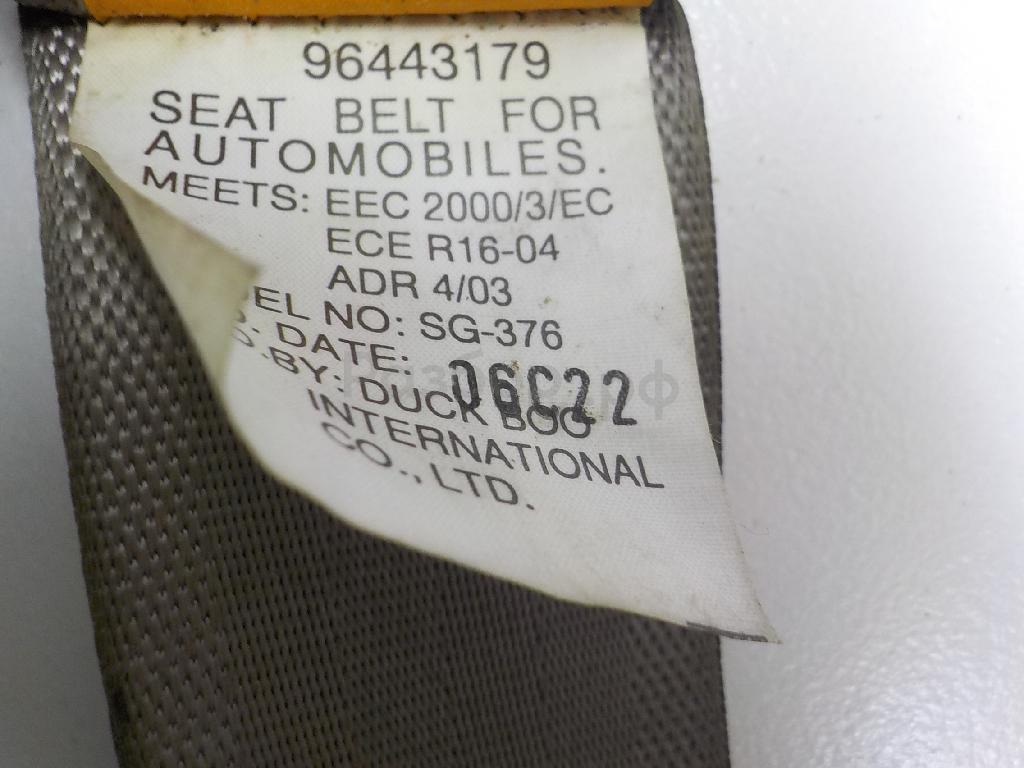 96443179
SEAT BELT FOR
AUTOMOBILES.
MEETS: EEC 2000/3/EC
ECE R16-04
ADR 4/03
EL NO: SG-376
D. DATE: 06C22
D. BY: DUCK BOG
INTERNATIONAL
CO., LTD.